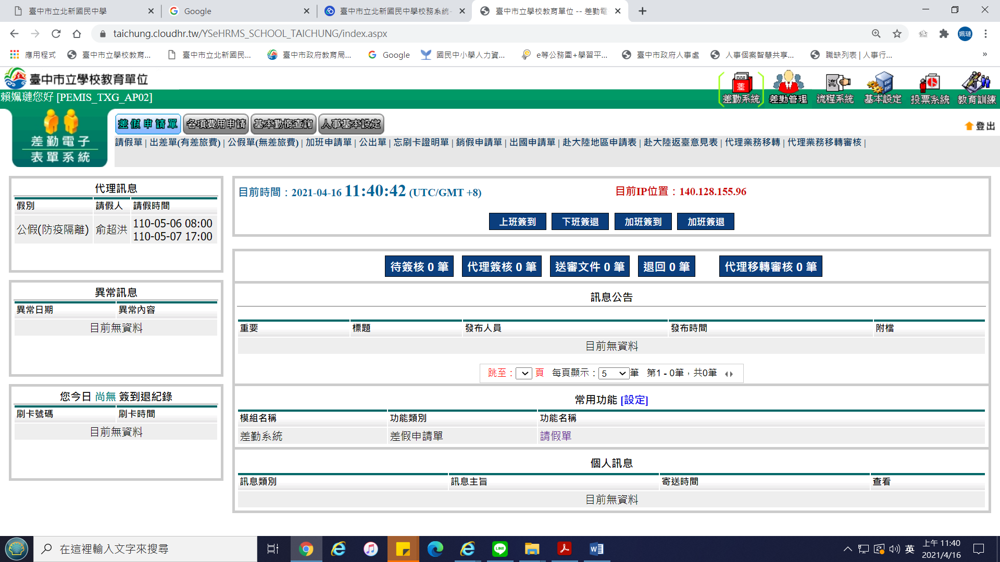 臺中市立北新國民中學
Google
臺中市立北新國民中學校務系統-
臺中市立學校教育單位 -- 差勤電
taichung.cloudhr.tw/YSeHRMS_SCHOOL_TAICHUNG/index.aspx
姵璉
應用程式
臺中市立學校教育...
臺中市立北新國民...
臺中市政府教育局...
Google
國民中小學人力資...
e等公務園+學習平...
臺中市政府人事處
人事個案智慧共享...
職缺列表 | 人事行...
»
臺中市立學校教育單位
賴姵璉您好 [PEMIS_TXG_AP02]
差勤系統
差勤管理
流程系統
基本設定
投票系統
教育訓練
差勤電子
表單系統
差假申請單
各項費用申請
基本勤惰查詢
人事基本設定
登出
請假單 | 出差單(有差旅費) | 公假單(無差旅費) | 加班申請單 | 公出單 | 忘刷卡證明單 | 銷假申請單 | 出國申請單 | 赴大陸地區申請表 | 赴大陸返臺意見表 | 代理業務移轉 | 代理業務移轉審核 |
代理訊息
假別 請假人 請假時間
公假(防疫隔離) 俞超洪 110-05-06 08:00
110-05-07 17:00
異常訊息
異常日期 異常內容
目前無資料
您今日 尚無 簽到退紀錄
刷卡號碼 刷卡時間
目前無資料
目前時間：2021-04-16 11:40:42 (UTC/GMT +8)
目前IP位置：140.128.155.96
上班簽到 下班簽退 加班簽到 加班簽退
待簽核 0 筆 代理簽核 0 筆 送審文件 0 筆 退回 0 筆 代理移轉審核 0 筆
訊息公告
重要 標題 發布人員 發布時間 附檔
目前無資料
跳至： 頁 每頁顯示： 5 筆 第1 - 0筆，共0筆
常用功能 [設定]
模組名稱 功能類別 功能名稱
差勤系統 差假申請單 請假單
個人訊息
訊息類別 訊息主旨 寄送時間 查看
目前無資料
在這裡輸入文字來搜尋
LINE
英
上午 11:40
2021/4/16